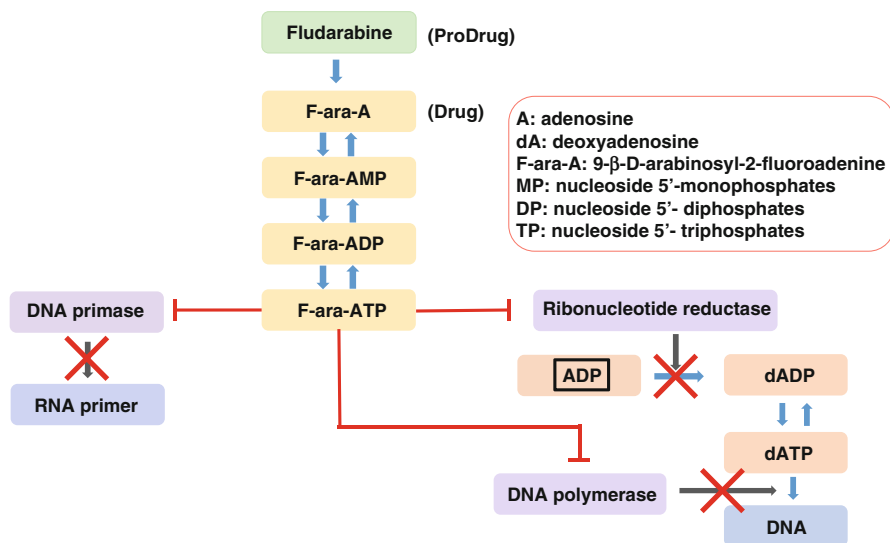 Fludarabine
(ProDrug)
F-ara-A
(Drug)
F-ara-AMP
F-ara-ADP
F-ara-ATP
A: adenosine
dA: deoxyadenosine
F-ara-A: 9-β-D-arabinosyl-2-fluoroadenine
MP: nucleoside 5’-monophosphates
DP: nucleoside 5’- diphosphates
TP: nucleoside 5’- triphosphates
DNA primase
RNA primer
Ribonucleotide reductase
ADP
dADP
dATP
DNA polymerase
DNA